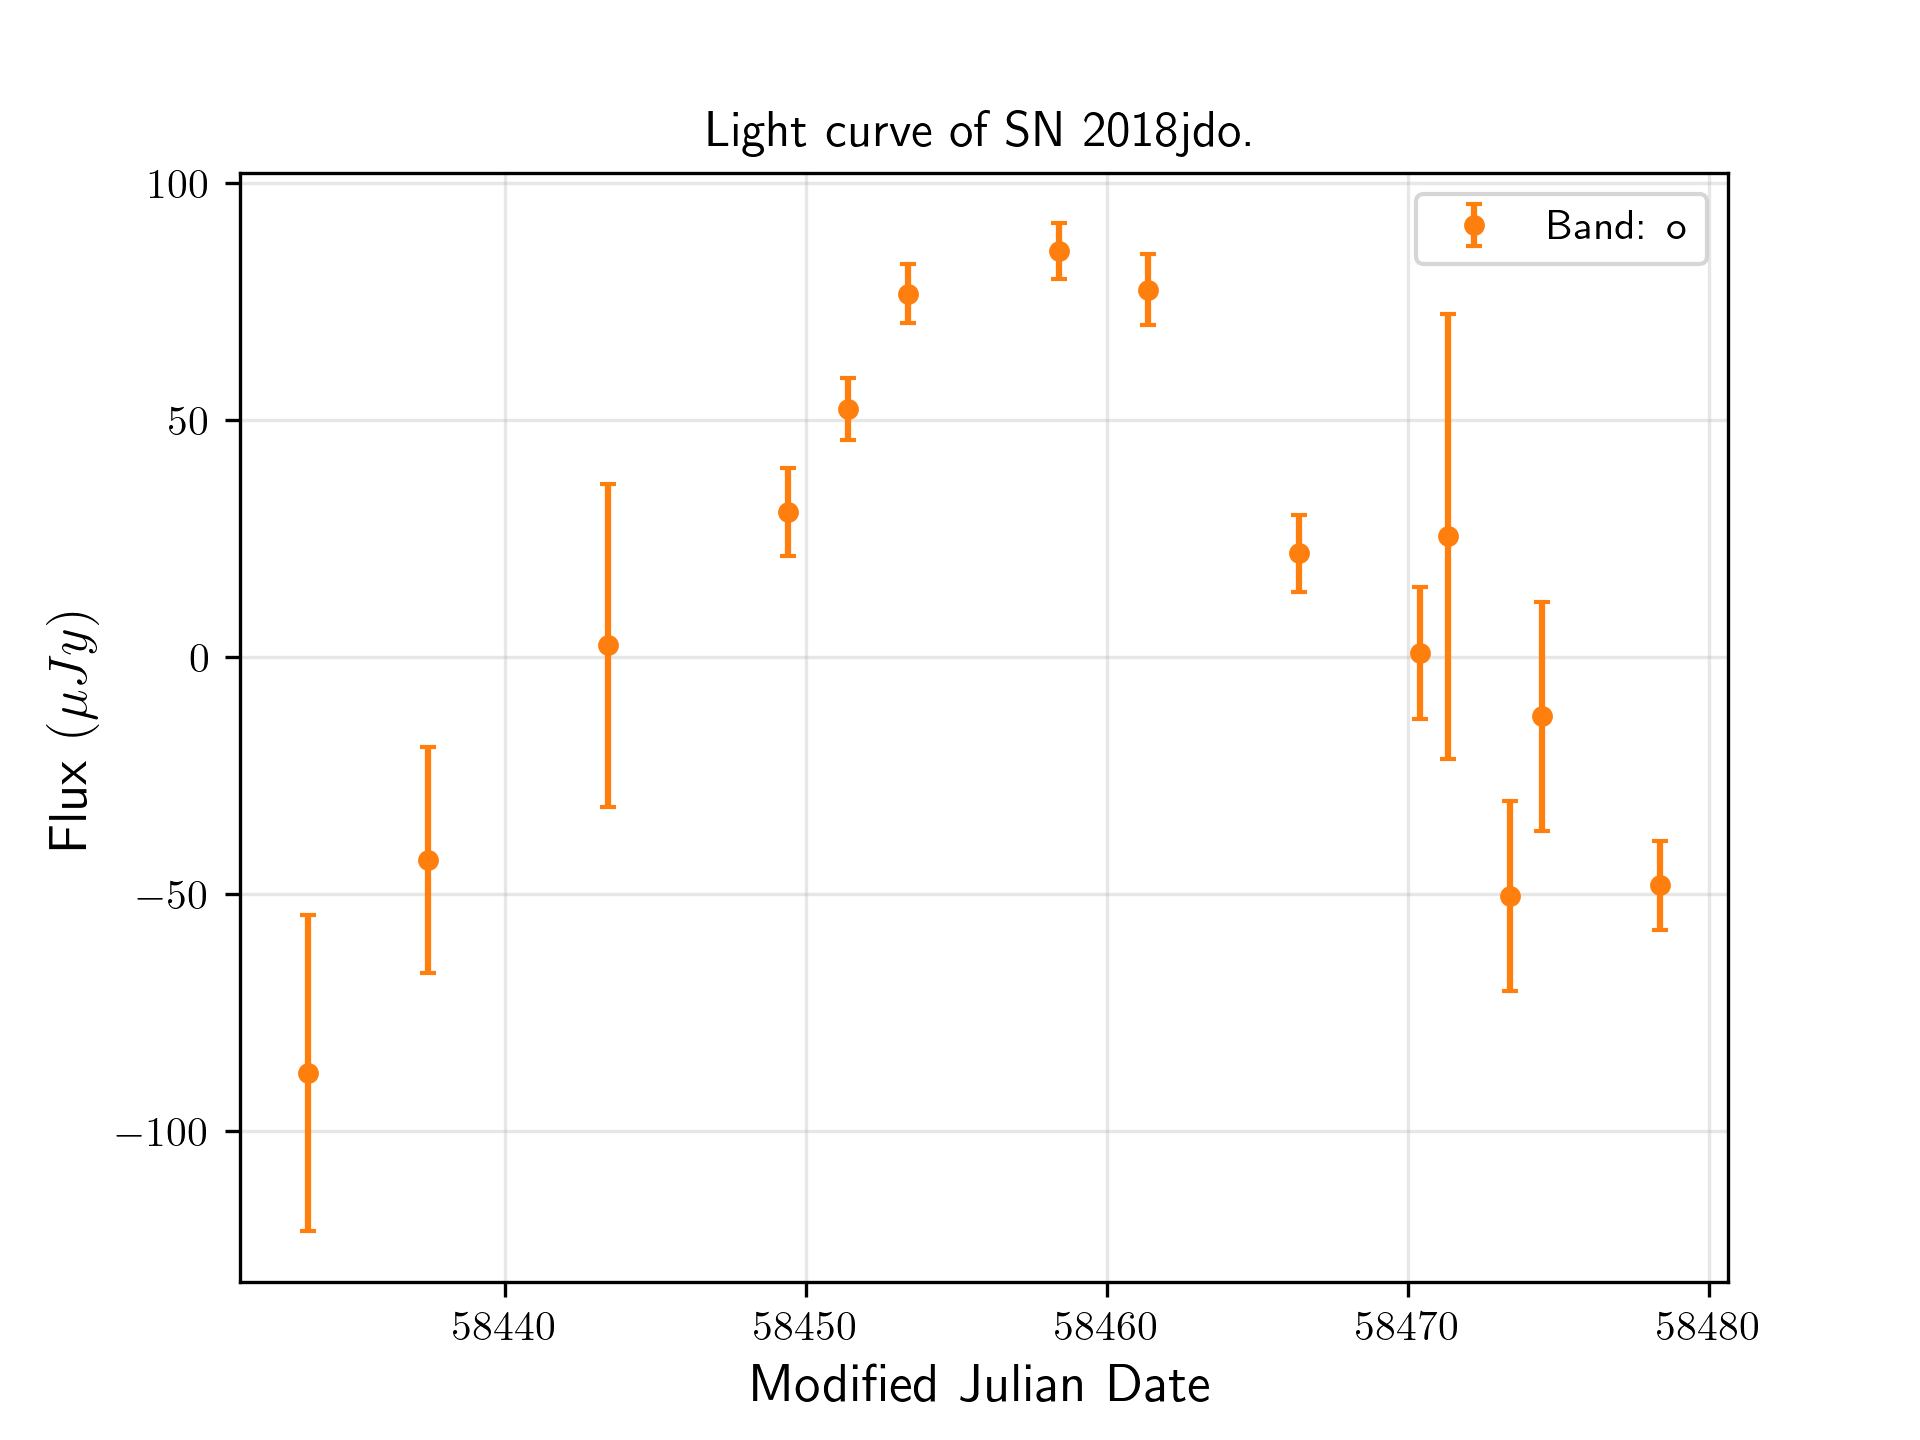 Light curve of SN 2018jdo.
Band: o
100
50
0
−50
−100
Flux (μJy)
58440 58450 58460 58470 58480
Modified Julian Date